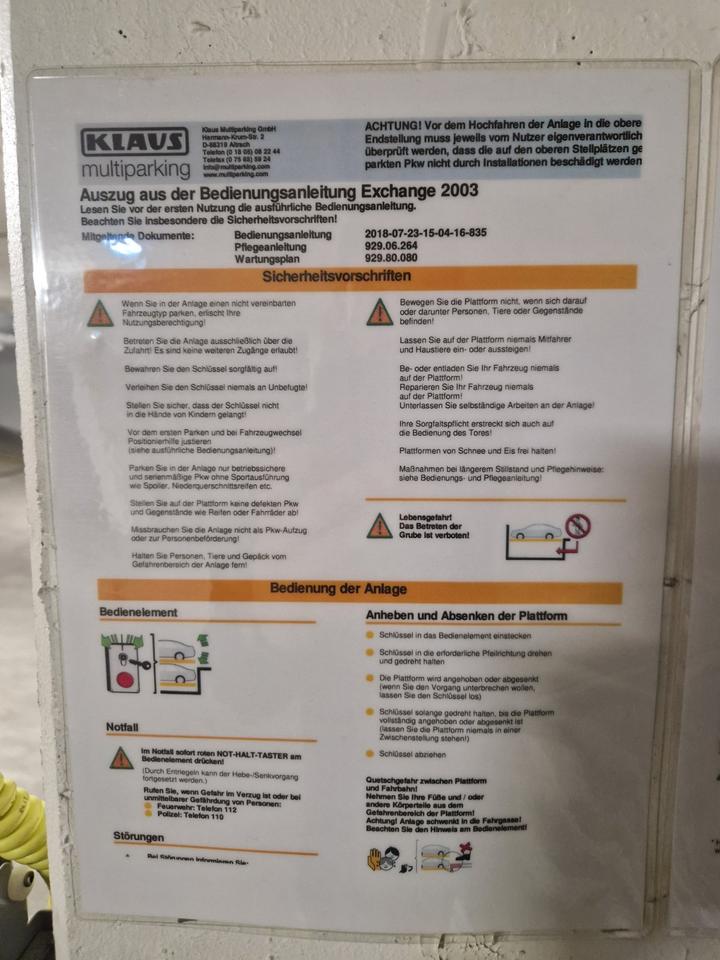 KLAUS
multiparking
Klaus Multiparking GmbH
Hermann-Krum-Str. 2
D-88319 Aitrach
Telefon (0 18 05) 08 22 44
Telefax (0 75 65) 59 24
info@multiparking.com
www.multiparking.com
ACHTUNG! Vor dem Hochfahren der Anlage in die obere
Endstellung muss jeweils vom Nutzer eigenverantwortlich
überprüft werden, dass die auf den oberen Stellplätzen ge
parkten Pkw nicht durch Installationen beschädigt werden
Auszug aus der Bedienungsanleitung Exchange 2003
Lesen Sie vor der ersten Nutzung die ausführliche Bedienungsanleitung.
Beachten Sie insbesondere die Sicherheitsvorschriften!
Mitgeltende Dokumente:
Bedienungsanleitung 2018-07-23-15-04-16-835
Pflegeanleitung 929.06.264
Wartungsplan 929.80.080
Sicherheitsvorschriften
Wenn Sie in der Anlage einen nicht vereinbarten
Fahrzeugtyp parken, erlischt Ihre
Nutzungsberechtigung!
Betreten Sie die Anlage ausschließlich über die
Zufahrt! Es sind keine weiteren Zugänge erlaubt!
Bewahren Sie den Schlüssel sorgfältig auf!
Verleihen Sie den Schlüssel niemals an Unbefugte!
Stellen Sie sicher, dass der Schlüssel nicht
in die Hände von Kindern gelangt!
Vor dem ersten Parken und bei Fahrzeugwechsel
Positionierhilfe justieren
(siehe ausführliche Bedienungsanleitung)!
Parken Sie in der Anlage nur betriebssichere
und serienmäßige Pkw ohne Sportausführung
wie Spoiler, Niederquerschnittsreifen etc.
Stellen Sie auf der Plattform keine defekten Pkw
und Gegenstände wie Reifen oder Fahrräder ab!
Missbrauchen Sie die Anlage nicht als Pkw-Aufzug
oder zur Personenbeförderung!
Halten Sie Personen, Tiere und Gepäck vom
Gefahrenbereich der Anlage fern!
Bewegen Sie die Plattform nicht, wenn sich darauf
oder darunter Personen, Tiere oder Gegenstände
befinden!
Lassen Sie auf der Plattform niemals Mitfahrer
und Haustiere ein- oder aussteigen!
Be- oder entladen Sie Ihr Fahrzeug niemals
auf der Plattform!
Reparieren Sie Ihr Fahrzeug niemals
auf der Plattform!
Unterlassen Sie selbständige Arbeiten an der Anlage!
Ihre Sorgfaltspflicht erstreckt sich auch auf
die Bedienung des Tores!
Plattformen von Schnee und Eis frei halten!
Maßnahmen bei längerem Stillstand und Pflegehinweise:
siehe Bedienungs- und Pflegeanleitung!
Lebensgefahr!
Das Betreten der
Grube ist verboten!
Bedienung der Anlage
Bedienelement
Notfall
Im Notfall sofort roten NOT-HALT-TASTER am
Bedienelement drücken!
(Durch Entriegeln kann der Hebe-/Senkvorgang
fortgesetzt werden.)
Rufen Sie, wenn Gefahr im Verzug ist oder bei
unmittelbarer Gefährdung von Personen:
Feuerwehr: Telefon 112
Polizei: Telefon 110
Störungen
Bei Störungen informieren Sie:
Anheben und Absenken der Plattform
Schlüssel in das Bedienelement einstecken
Schlüssel in die erforderliche Pfeilrichtung drehen
und gedreht halten
Die Plattform wird angehoben oder abgesenkt
(wenn Sie den Vorgang unterbrechen wollen,
lassen Sie den Schlüssel los)
Schlüssel solange gedreht halten, bis die Plattform
vollständig angehoben oder abgesenkt ist
(lassen Sie die Plattform niemals in einer
Zwischenstellung stehen!)
Schlüssel abziehen
Quetschgefahr zwischen Plattform
und Fahrbahn!
Nehmen Sie Ihre Füße und / oder
andere Körperteile aus dem
Gefahrenbereich der Plattform!
Achtung! Anlage schwenkt in die Fahrgasse!
Beachten Sie den Hinweis am Bedienelement!